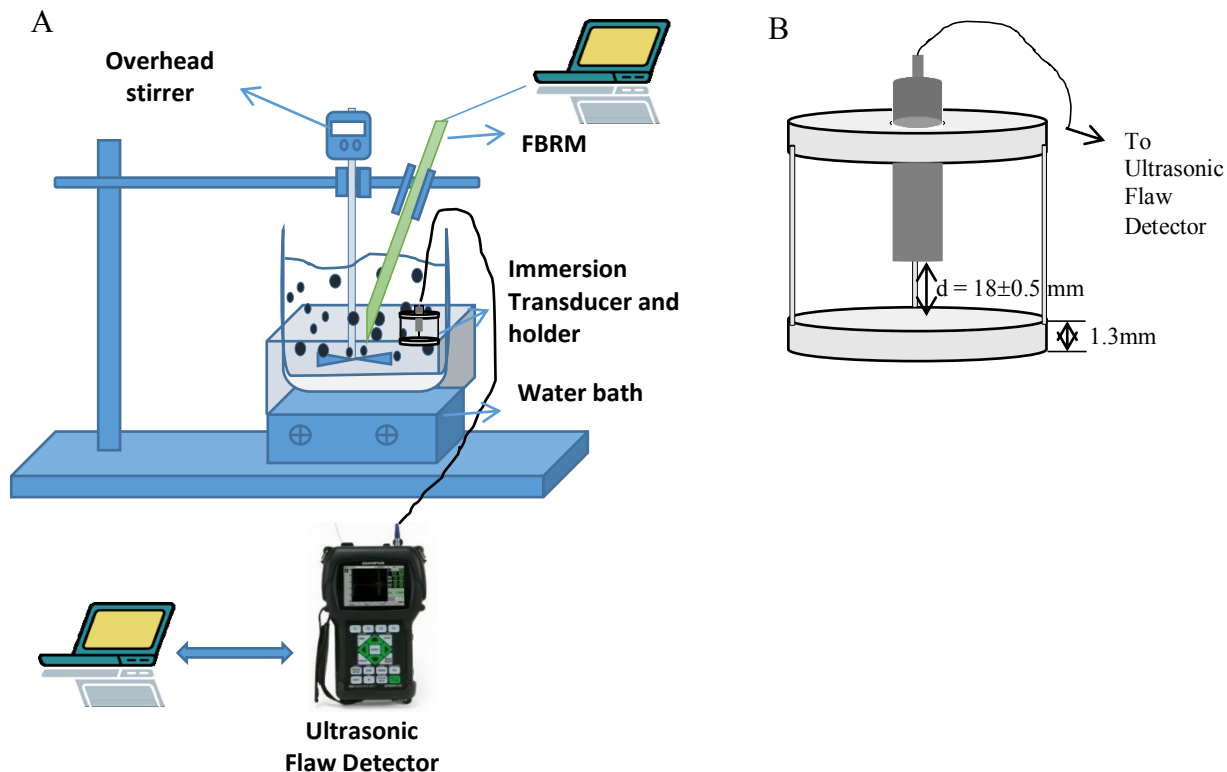 A
Overhead
stirrer
FBRM
Immersion
Transducer and
holder
Water bath
Ultrasonic
Flaw Detector
B
To
Ultrasonic
Flaw
Detector
d = 18±0.5 mm
1.3mm